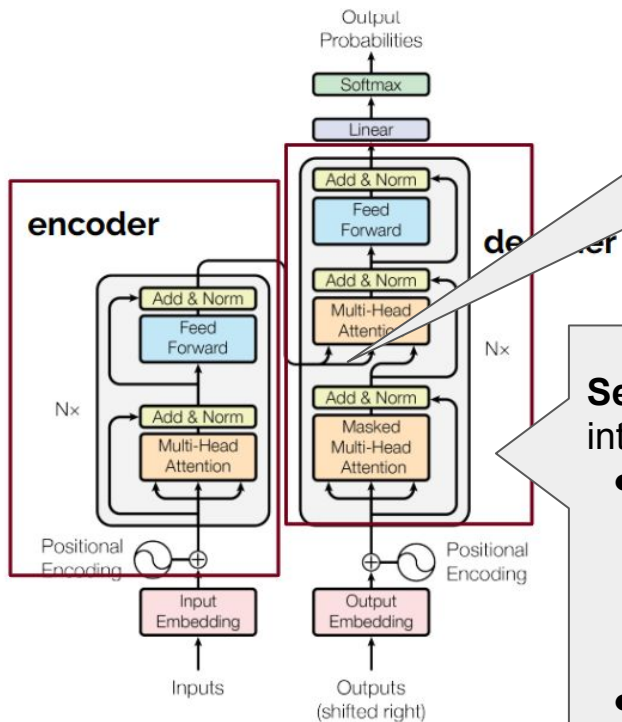 Output
Probabilities
Softmax
Linear
Add & Norm
Feed
Forward
Add & Norm
Multi-Head
Attention
Add & Norm
Masked
Multi-Head
Attention
Nx
Positional
Encoding
Output
Embedding
Outputs
(shifted right)
encoder
Add & Norm
Feed
Forward
Nx
Add & Norm
Multi-Head
Attention
Positional
Encoding
Input
Embedding
Inputs